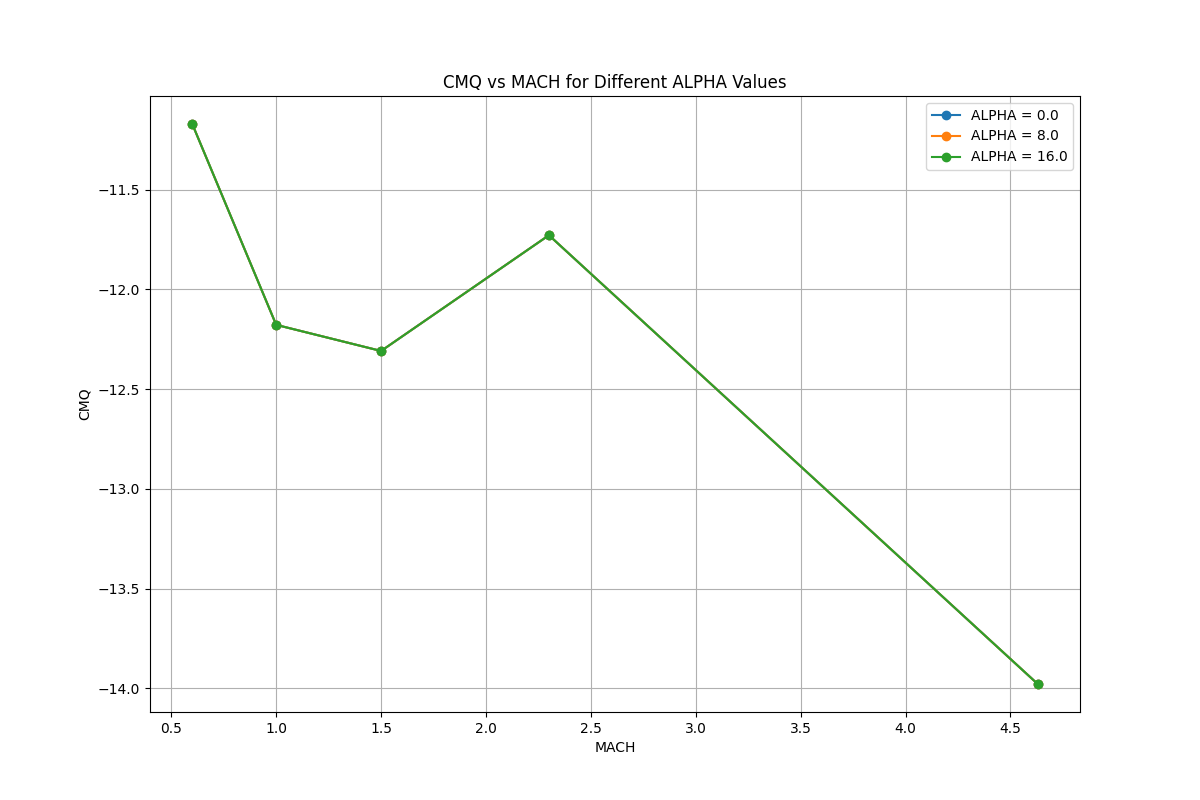 CMQ vs MACH for Different ALPHA Values
ALPHA = 0.0
ALPHA = 8.0
ALPHA = 16.0
CMQ
−11.5
−12.0
−12.5
−13.0
−13.5
−14.0
0.5 1.0 1.5 2.0 2.5 3.0 3.5 4.0 4.5
MACH